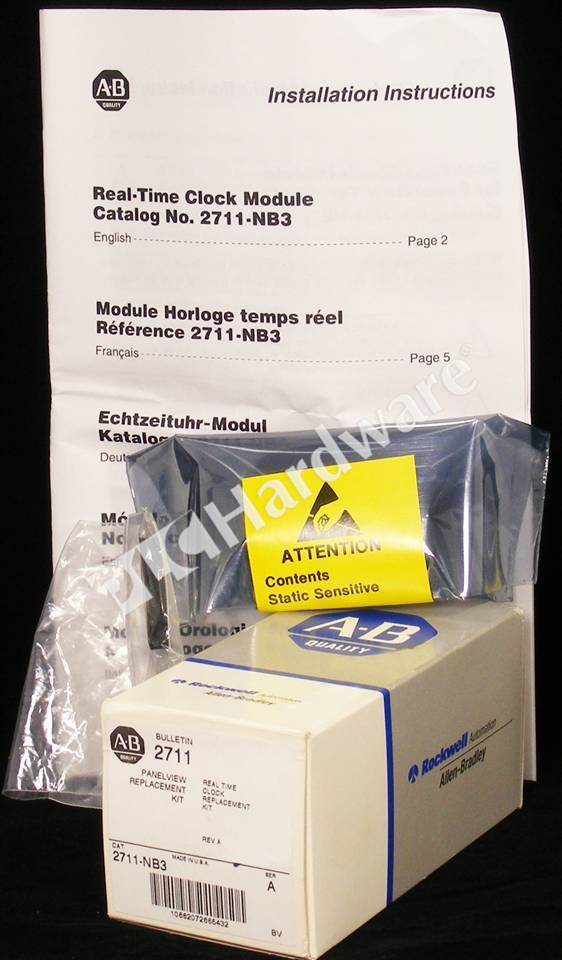 A-B
QUALITY
Installation Instructions
Real-Time Clock Module
Catalog No. 2711-NB3
English Page 2
Module Horloge temps réel
Référence 2711-NB3
Français Page 5
Echtzeituhr-Modul
Katalog
PLCHardware©
ATTENTION
Contents
Static Sensitive
A-B
QUALITY
Rockwell Automation
Allen-Bradley
Rockwell Automation
Allen-Bradley
A-B
QUALITY
BULLETIN
2711
PANELVIEW
REPLACEMENT
KIT
REAL TIME
CLOCK
REPLACEMENT
KIT
REV A
CAT
2711-NB3
MADE IN U.S.A.
SER
A
10662072665432
BV